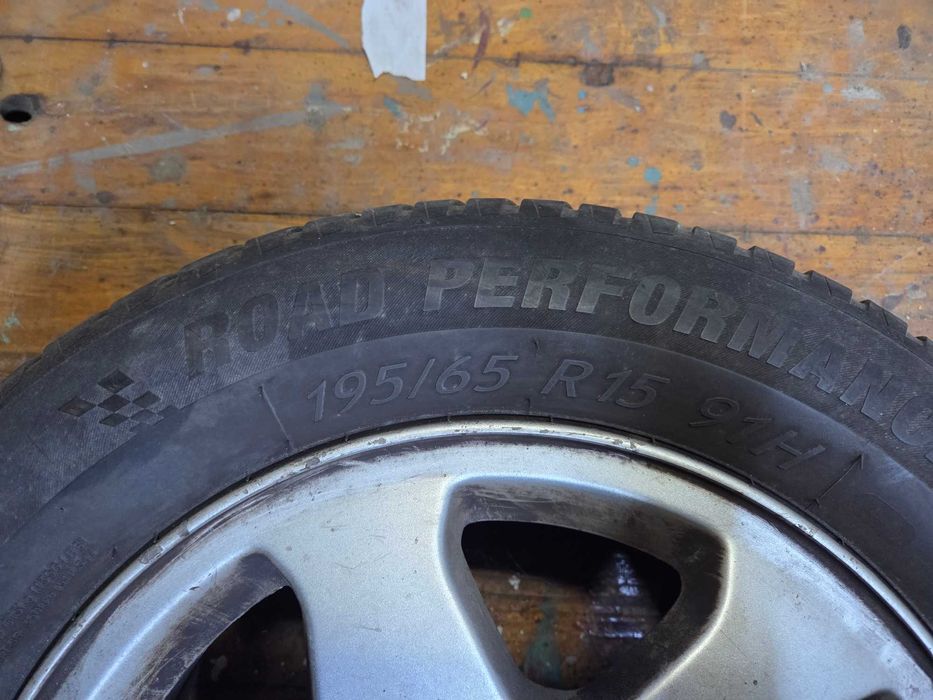 ROAD PERFORMANC
195/65 R15 91H